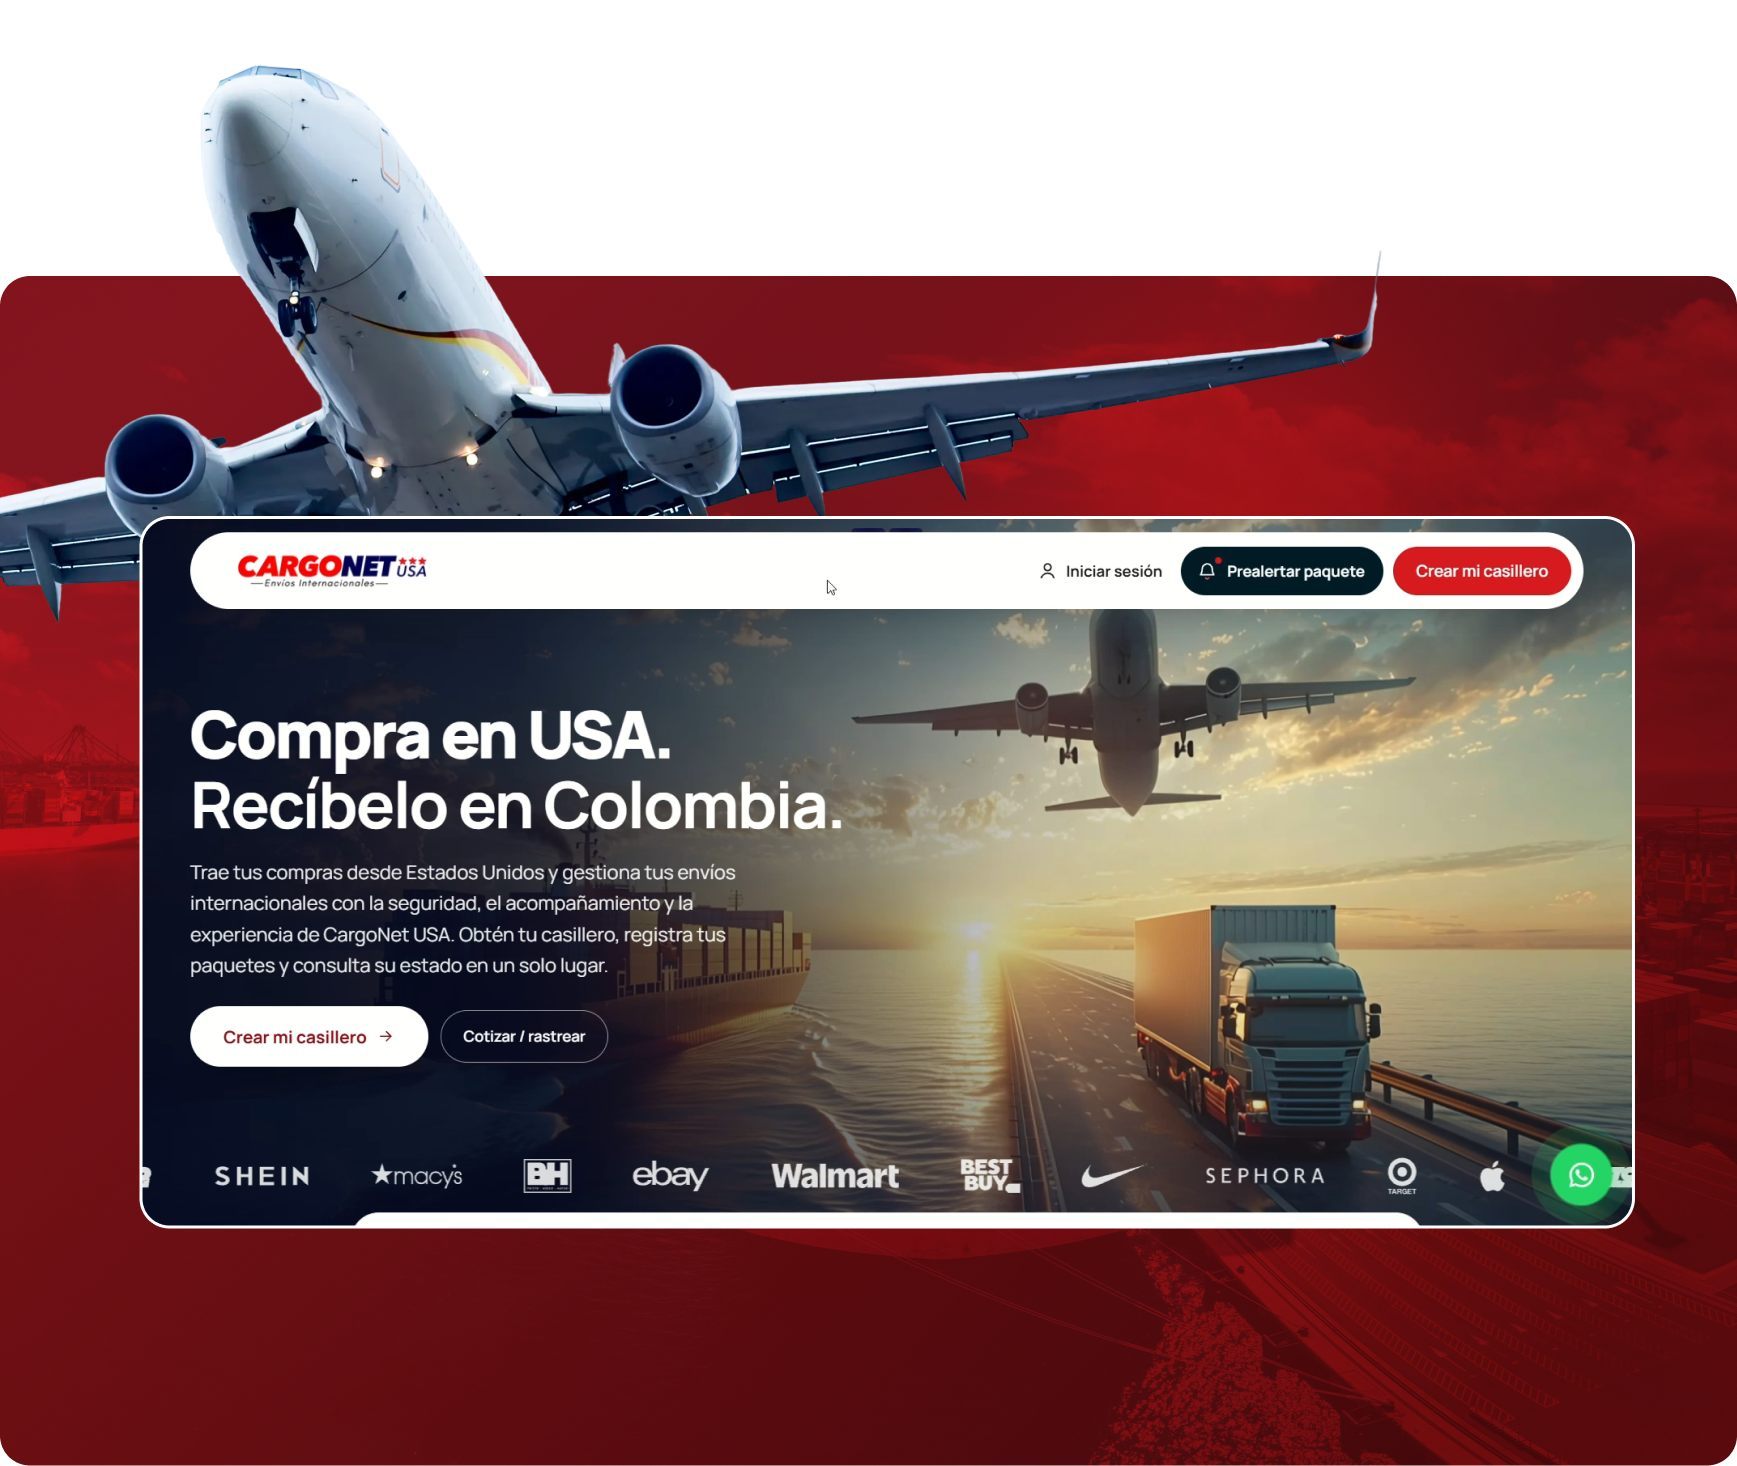 CARGONET USA
Envíos Internacionales
Iniciar sesión
Prealertar paquete
Crear mi casillero
Compra en USA.
Recíbelo en Colombia.
Trae tus compras desde Estados Unidos y gestiona tus envíos
internacionales con la seguridad, el acompañamiento y la
experiencia de CargoNet USA. Obtén tu casillero, registra tus
paquetes y consulta su estado en un solo lugar.
Crear mi casillero
Cotizar / rastrear
SHEIN
macy's
BH
ebay
Walmart
BEST
BUY
SEPHORA
TARGET